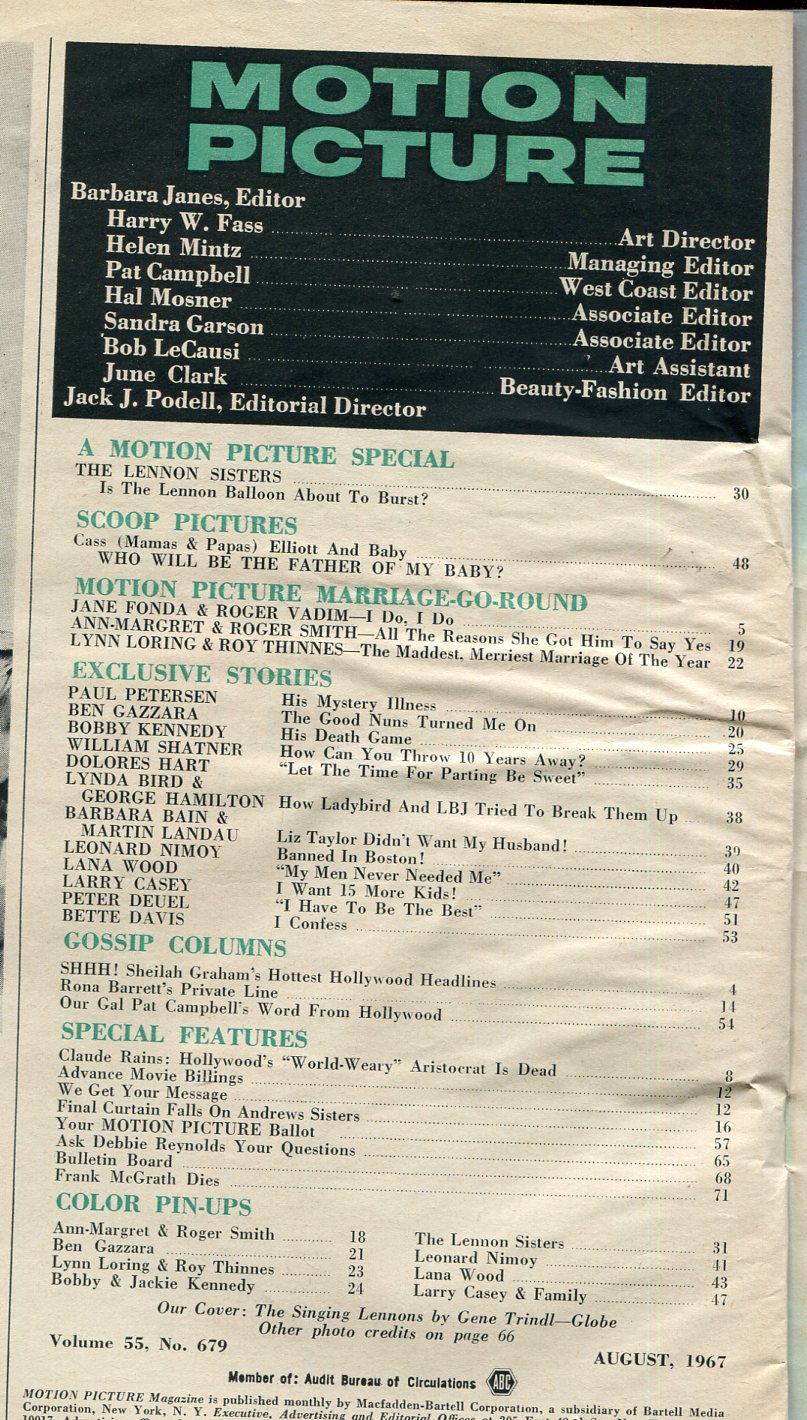 MOTION
PICTURE
Barbara Janes, Editor
Harry W. Fass Art Director
Helen Mintz Managing Editor
Pat Campbell West Coast Editor
Hal Mosner Associate Editor
Sandra Garson Associate Editor
Bob LeCausi Art Assistant
June Clark Beauty-Fashion Editor
Jack J. Podell, Editorial Director
A MOTION PICTURE SPECIAL
THE LENNON SISTERS
Is The Lennon Balloon About To Burst? 30
SCOOP PICTURES
Cass (Mamas & Papas) Elliott And Baby
WHO WILL BE THE FATHER OF MY BABY? 48
MOTION PICTURE MARRIAGE-GO-ROUND
JANE FONDA & ROGER VADIM—I Do, I Do 5
ANN-MARGRET & ROGER SMITH—All The Reasons She Got Him To Say Yes 19
LYNN LORING & ROY THINNES—The Maddest, Merriest Marriage Of The Year 22
EXCLUSIVE STORIES
PAUL PETERSEN His Mystery Illness 10
BEN GAZZARA The Good Nuns Turned Me On 20
BOBBY KENNEDY His Death Game 25
WILLIAM SHATNER How Can You Throw 10 Years Away? 29
DOLORES HART “Let The Time For Parting Be Sweet” 35
LYNDA BIRD &
GEORGE HAMILTON How Ladybird And LBJ Tried To Break Them Up 38
BARBARA BAIN &
MARTIN LANDAU Liz Taylor Didn't Want My Husband! 39
LEONARD NIMOY Banned In Boston! 40
LANA WOOD “My Men Never Needed Me” 42
LARRY CASEY I Want 15 More Kids! 47
PETER DEUEL “I Have To Be The Best” 51
BETTE DAVIS I Confess 53
GOSSIP COLUMNS
SHHH! Sheilah Graham's Hottest Hollywood Headlines 4
Rona Barrett's Private Line 14
Our Gal Pat Campbell's Word From Hollywood 54
SPECIAL FEATURES
Claude Rains: Hollywood's “World-Weary” Aristocrat Is Dead 8
Advance Movie Billings 12
We Get Your Message 12
Final Curtain Falls On Andrews Sisters 16
Your MOTION PICTURE Ballot 57
Ask Debbie Reynolds Your Questions 65
Bulletin Board 68
Frank McGrath Dies 71
COLOR PIN-UPS
Ann-Margret & Roger Smith 18
Ben Gazzara 21
Lynn Loring & Roy Thinnes 23
Bobby & Jackie Kennedy 24
The Lennon Sisters 31
Leonard Nimoy 41
Lana Wood 43
Larry Casey & Family 47
Our Cover: The Singing Lennons by Gene Trindl—Globe
Other photo credits on page 66
Volume 55, No. 679
AUGUST, 1967
Member of: Audit Bureau of Circulations ABC
MOTION PICTURE Magazine is published monthly by Macfadden-Bartell Corporation, a subsidiary of Bartell Media
Corporation, New York, N. Y. Executive, Advertising and Editorial Offices at